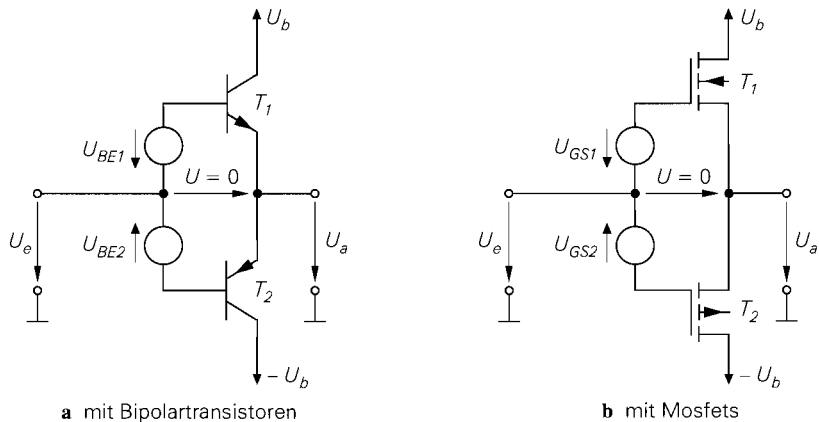 U_b
T_1
U_BE1
U = 0
U_e
U_BE2
U_a
T_2
– U_b
a mit Bipolartransistoren
U_b
T_1
U_GS1
U = 0
U_e
U_GS2
U_a
T_2
– U_b
b mit Mosfets